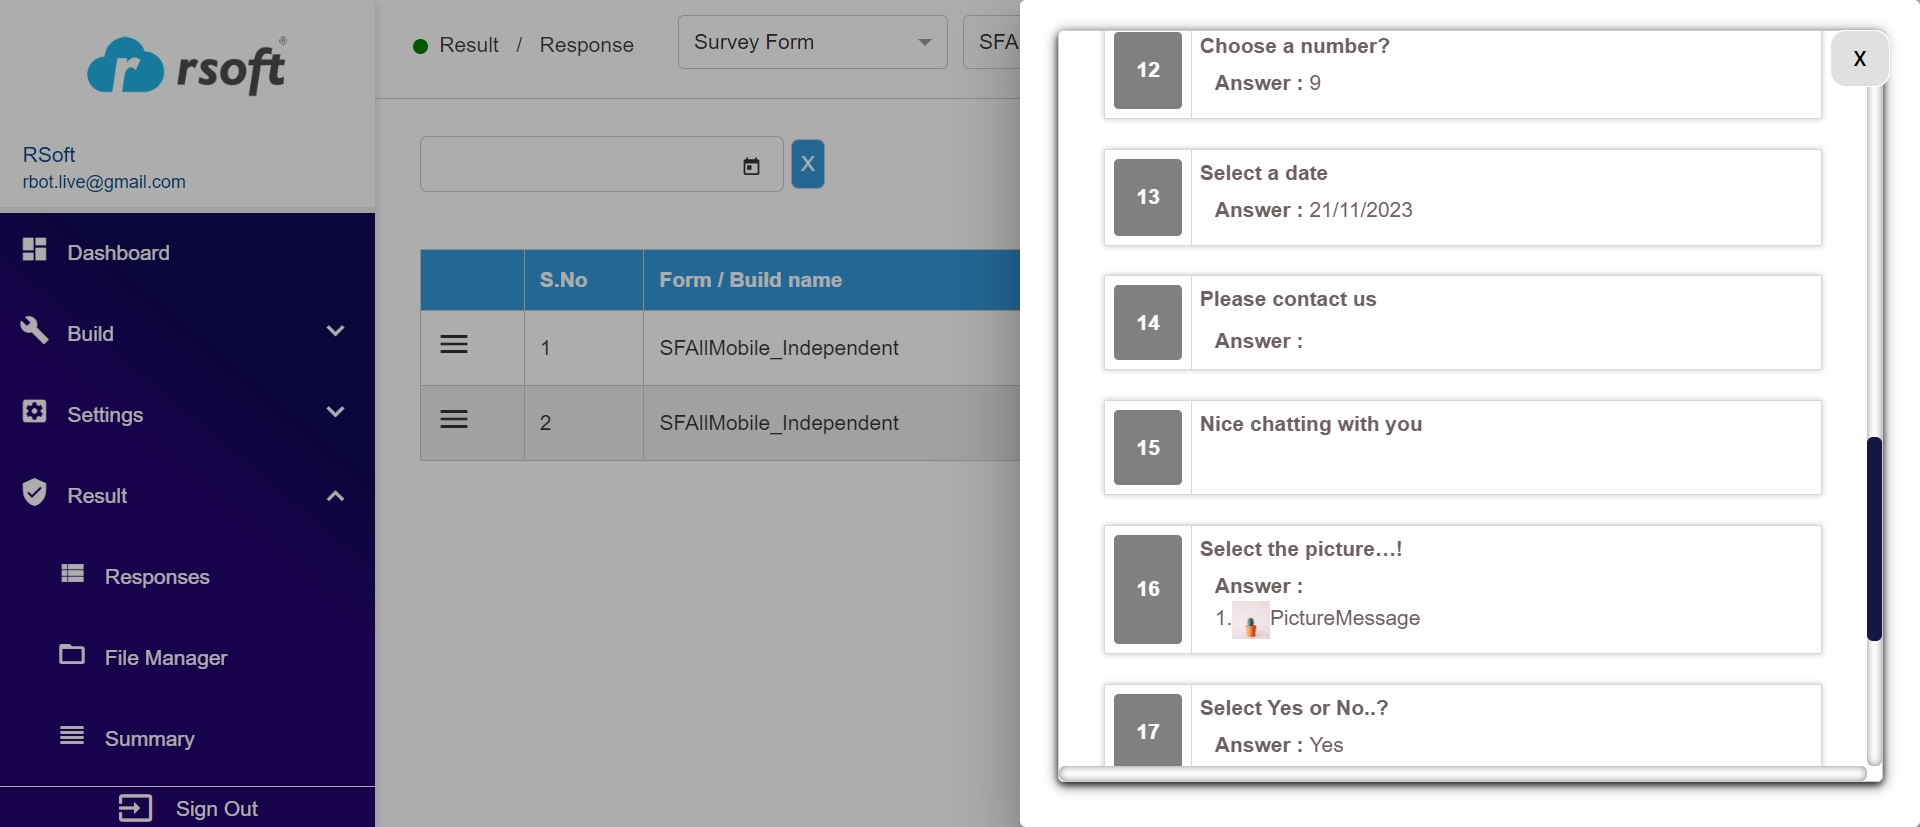 rsoft®
RSoft
rbot.live@gmail.com
Dashboard
Build
Settings
Result
Responses
File Manager
Summary
Sign Out
Result / Response
Survey Form
SFA
X
S.No Form / Build name
1 SFAllMobile_Independent
2 SFAllMobile_Independent
X
12 Choose a number?
Answer : 9
13 Select a date
Answer : 21/11/2023
14 Please contact us
Answer :
15 Nice chatting with you
16 Select the picture...!
Answer :
1. PictureMessage
17 Select Yes or No..?
Answer : Yes